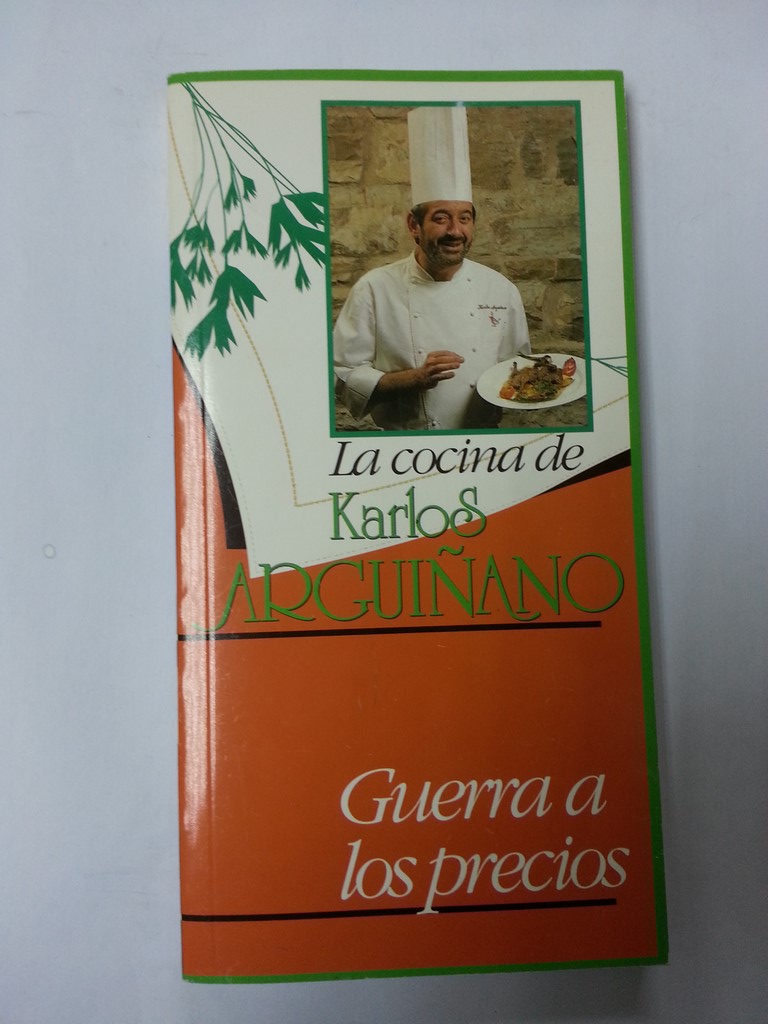 La cocina de
Karlos
ARGUIÑANO
Guerra a
los precios